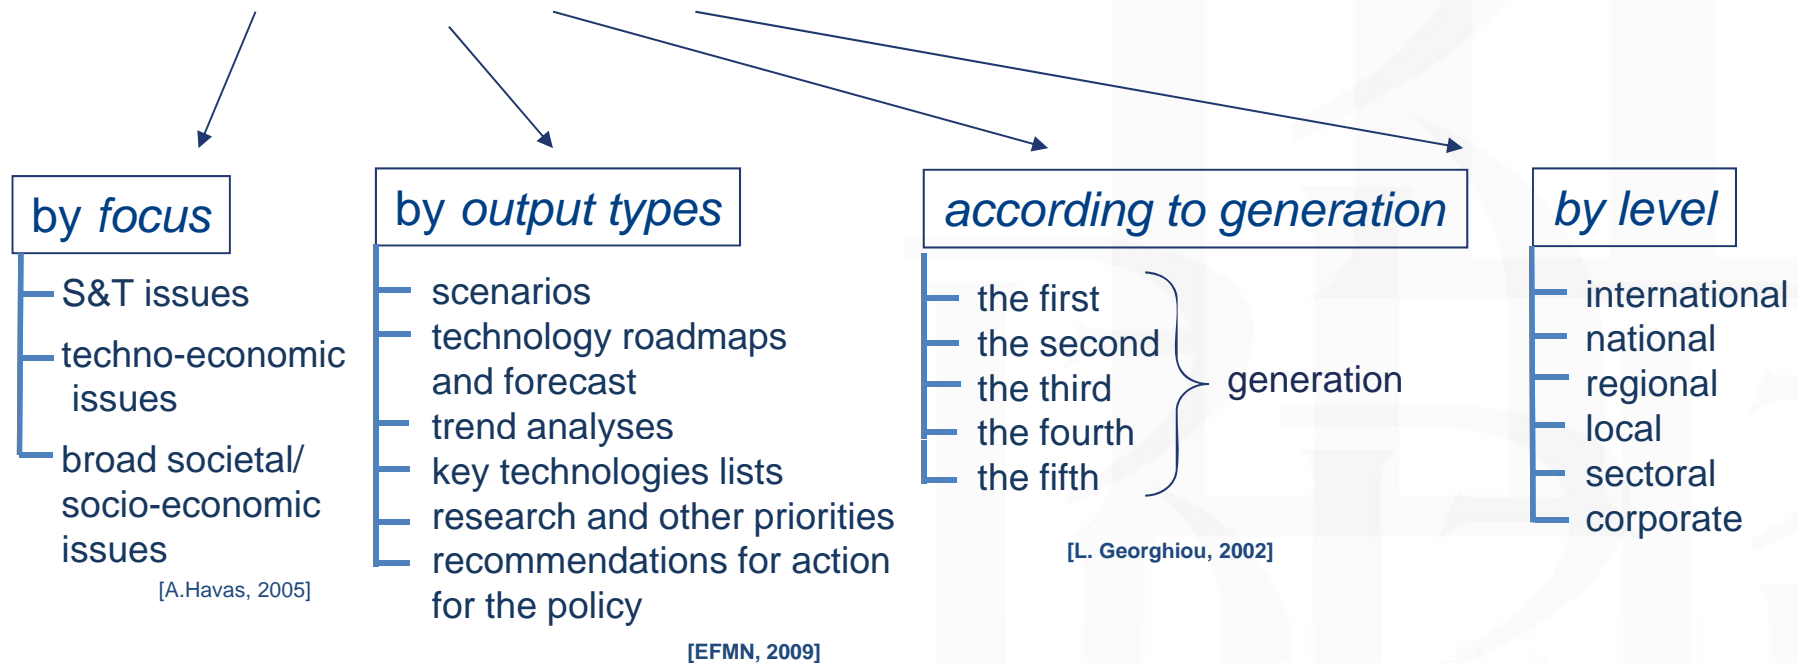 by focus
S&T issues
techno-economic
issues
broad societal/
socio-economic
issues
[A.Havas, 2005]
by output types
scenarios
technology roadmaps
and forecast
trend analyses
key technologies lists
research and other priorities
recommendations for action
for the policy
[EFMN, 2009]
according to generation
the first
the second
the third
the fourth
the fifth
generation
[L. Georghiou, 2002]
by level
international
national
regional
local
sectoral
corporate